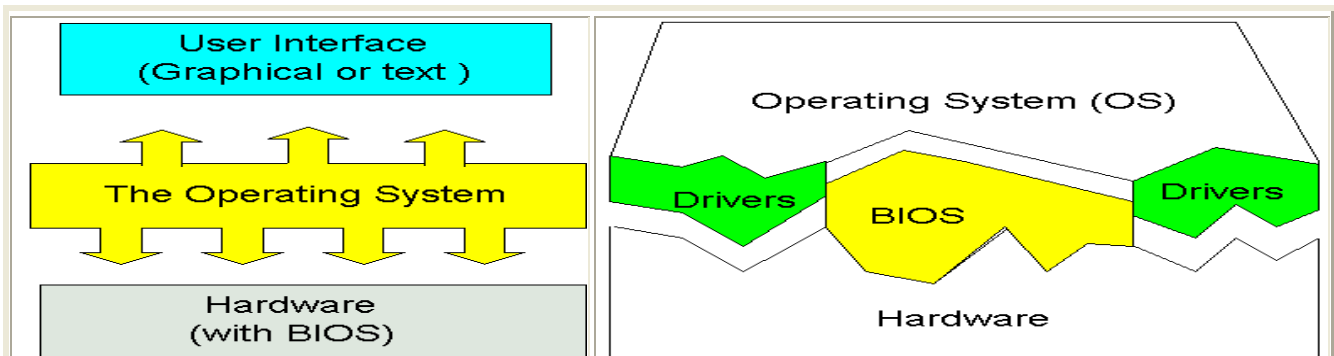 User Interface
(Graphical or text )
The Operating System
Hardware
(with BIOS)
Operating System (OS)
Drivers
BIOS
Drivers
Hardware